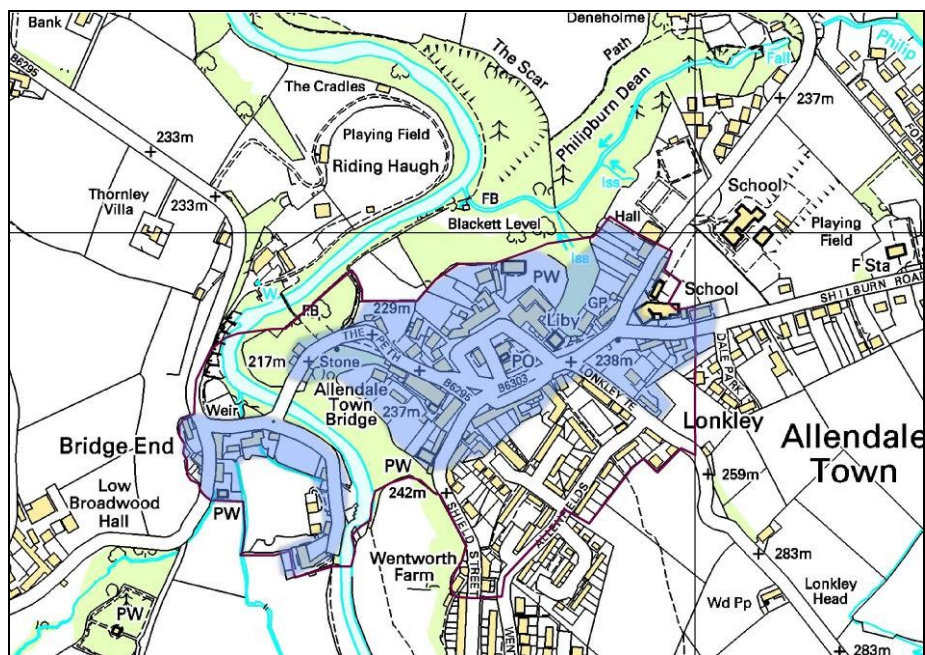 Bank
B6295
Deneholme
Path
The Scar
Philip
Fall
237m
The Cradles
233m
Playing Field
Riding Haugh
Philipburn Dean
Iss
Thornley
Villa
233m
FB
Blackett Level
Hall
School
Playing
Field
Iss
PW
F Sta
W
FB
229m
GP
School
SHILBURN ROAD
Liby
THE PETH
217m
Stone
PO
238m
B6295
B6303
LONKLEY TE
DALE PARK
Allendale
Town
Bridge
237m
Weir
Lonkley
Allendale
Town
Bridge End
PW
242m
259m
Low
Broadwood
Hall
PW
SHIELD STREET
ALLENFIELDS
283m
Wentworth
Farm
Wd Pp
Lonkley
Head
PW
WEN
283m